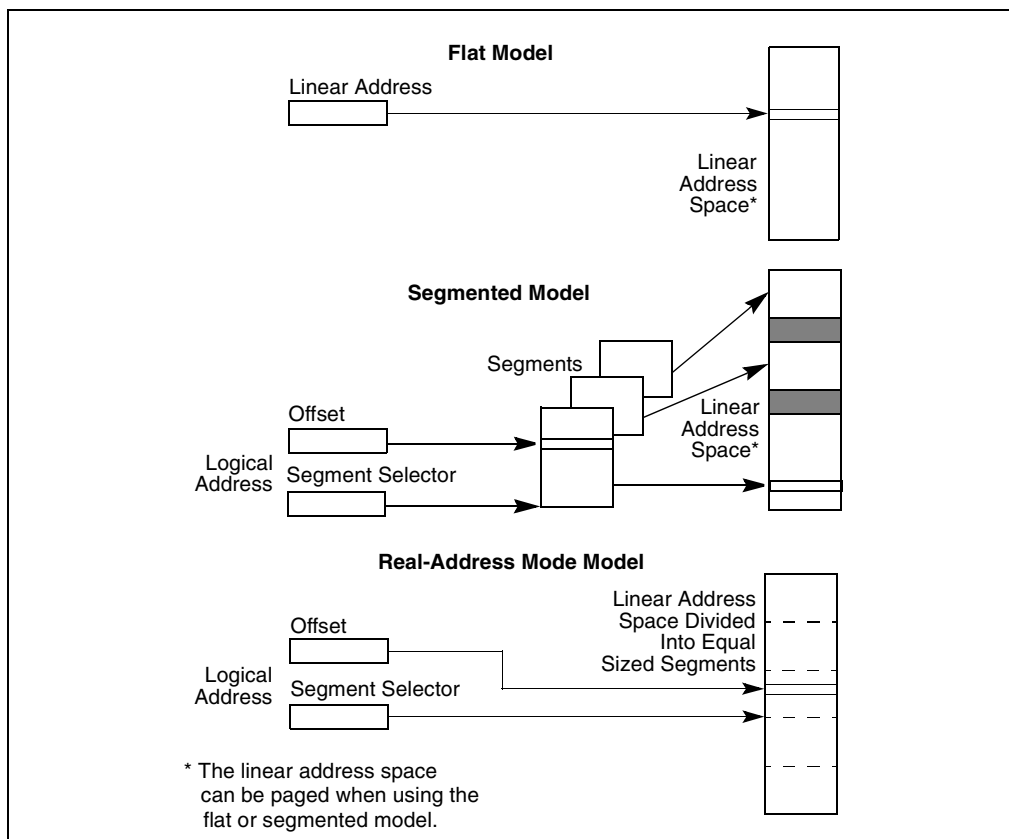 Flat Model
Linear Address
Linear
Address
Space*
Segmented Model
Segments
Offset
Logical
Address
Segment Selector
Linear
Address
Space*
Real-Address Mode Model
Linear Address
Space Divided
Into Equal
Sized Segments
Offset
Logical
Address
Segment Selector
* The linear address space
can be paged when using the
flat or segmented model.